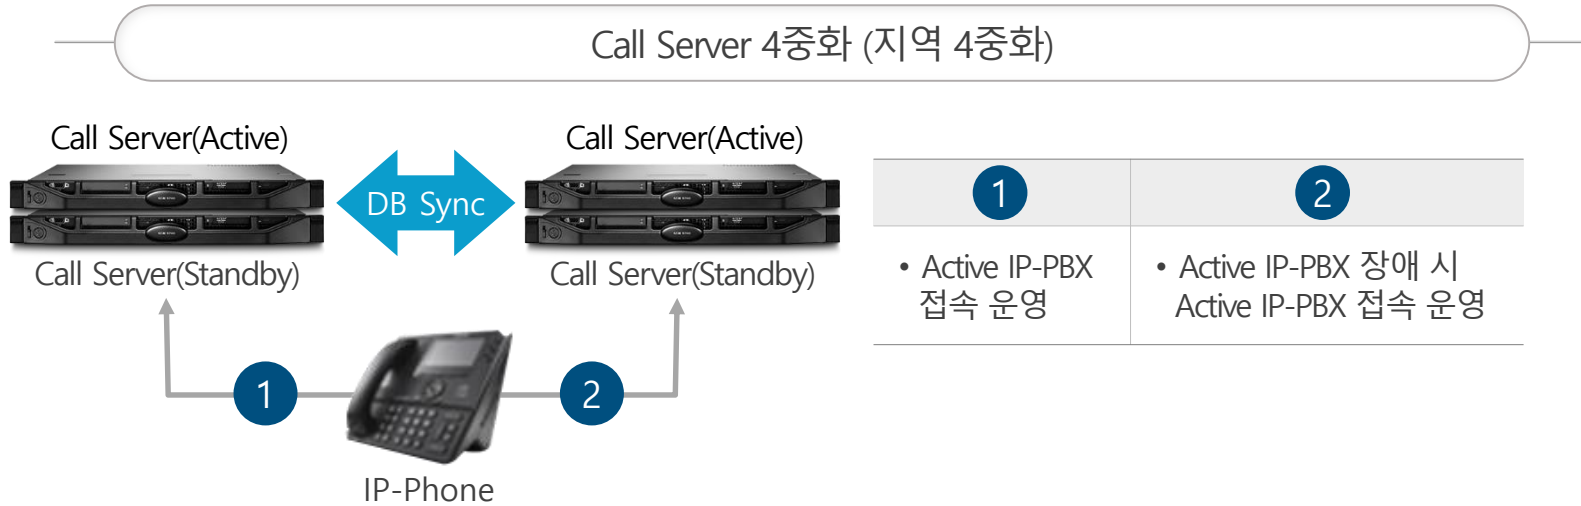 Call Server 4중화 (지역 4중화)
Call Server(Active)
Call Server(Active)
DB Sync
Call Server(Standby)
Call Server(Standby)
1
2
IP-Phone
1
2
• Active IP-PBX
접속 운영
• Active IP-PBX 장애 시
Active IP-PBX 접속 운영